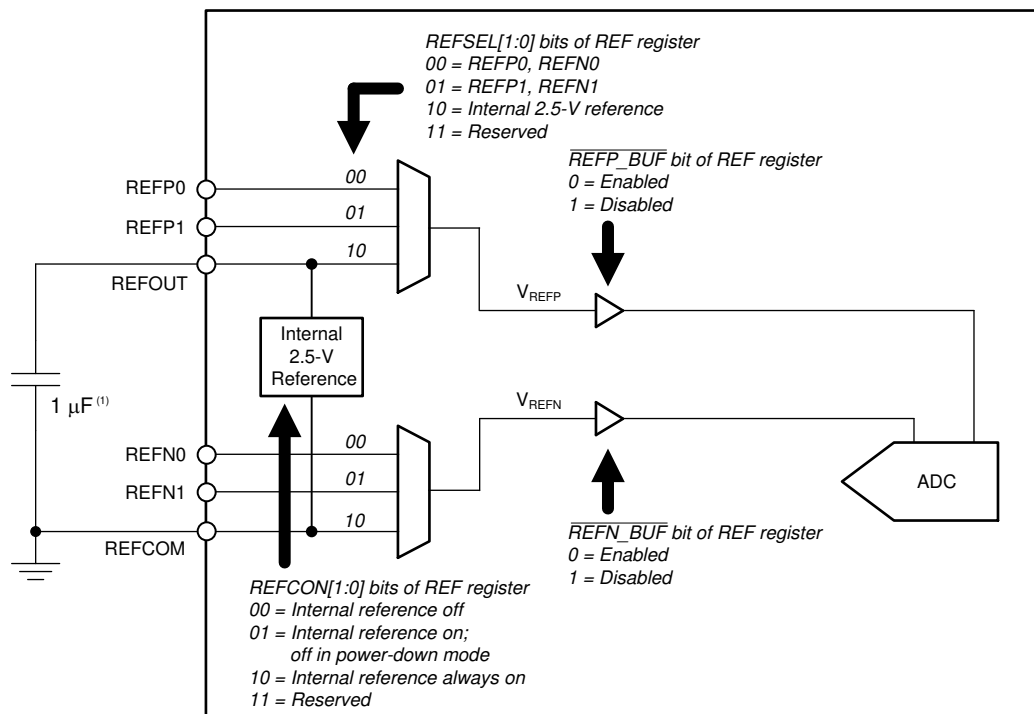 REFSEL[1:0] bits of REF register
00 = REFP0, REFN0
01 = REFP1, REFN1
10 = Internal 2.5-V reference
11 = Reserved
REFP_BUF bit of REF register
0 = Enabled
1 = Disabled
REFP0
00
REFP1
01
REFOUT
10
VREFP
Internal
2.5-V
Reference
1 µF (1)
VREFN
REFN0
00
REFN1
01
REFCOM
10
ADC
REFN_BUF bit of REF register
0 = Enabled
1 = Disabled
REFCON[1:0] bits of REF register
00 = Internal reference off
01 = Internal reference on;
off in power-down mode
10 = Internal reference always on
11 = Reserved